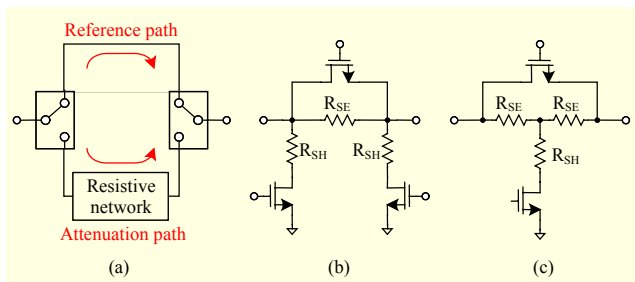 Reference path
Resistive
network
Attenuation path
(a)
R_SE
R_SH
R_SH
(b)
R_SE
R_SE
R_SH
(c)